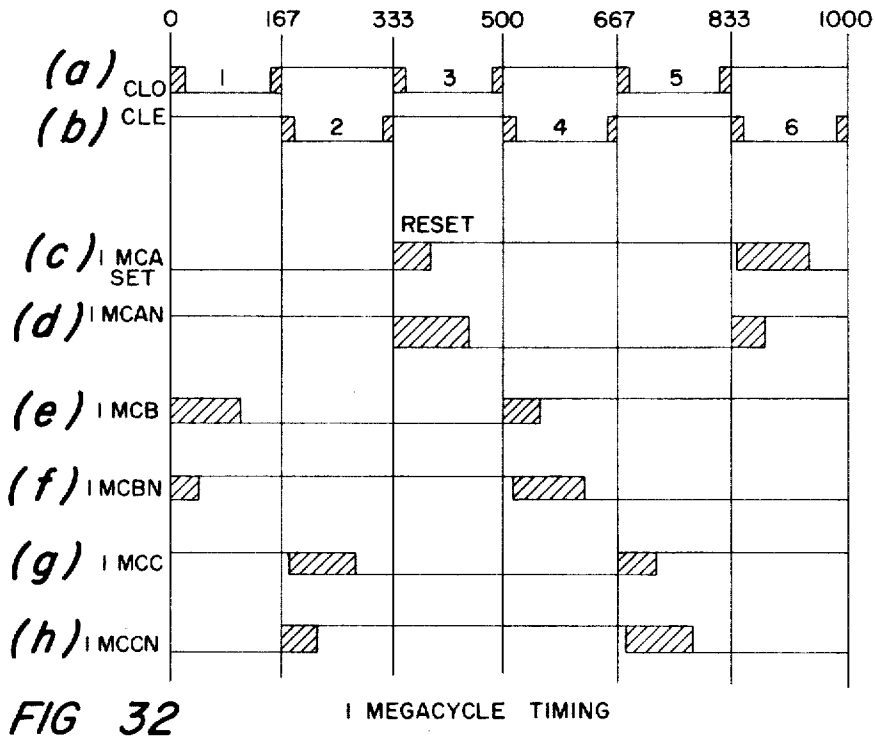 0 167 333 500 667 833 1000
(a) CLO 1 3 5
(b) CLE 2 4 6
RESET
(c) 1 MCA
SET
(d) 1 MCAN
(e) 1 MCB
(f) 1 MCBN
(g) 1 MCC
(h) 1 MCCN
FIG 32 1 MEGACYCLE TIMING